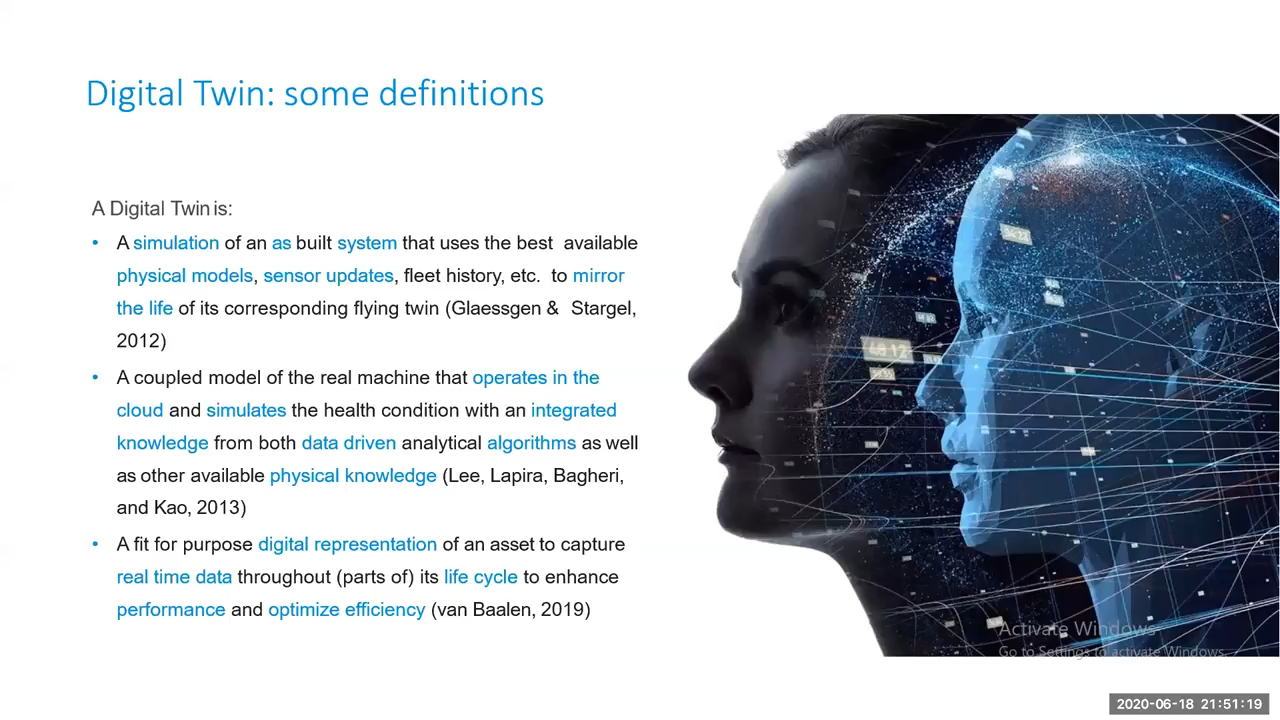 Digital Twin: some definitions
A Digital Twin is:
• A simulation of an as built system that uses the best available
physical models, sensor updates, fleet history, etc. to mirror
the life of its corresponding flying twin (Glaessgen & Stargel,
2012)
• A coupled model of the real machine that operates in the
cloud and simulates the health condition with an integrated
knowledge from both data driven analytical algorithms as well
as other available physical knowledge (Lee, Lapira, Bagheri,
and Kao, 2013)
• A fit for purpose digital representation of an asset to capture
real time data throughout (parts of) its life cycle to enhance
performance and optimize efficiency (van Baalen, 2019)
Activate Windows
Go to Settings to activate Windows.
2020-06-18 21:51:19